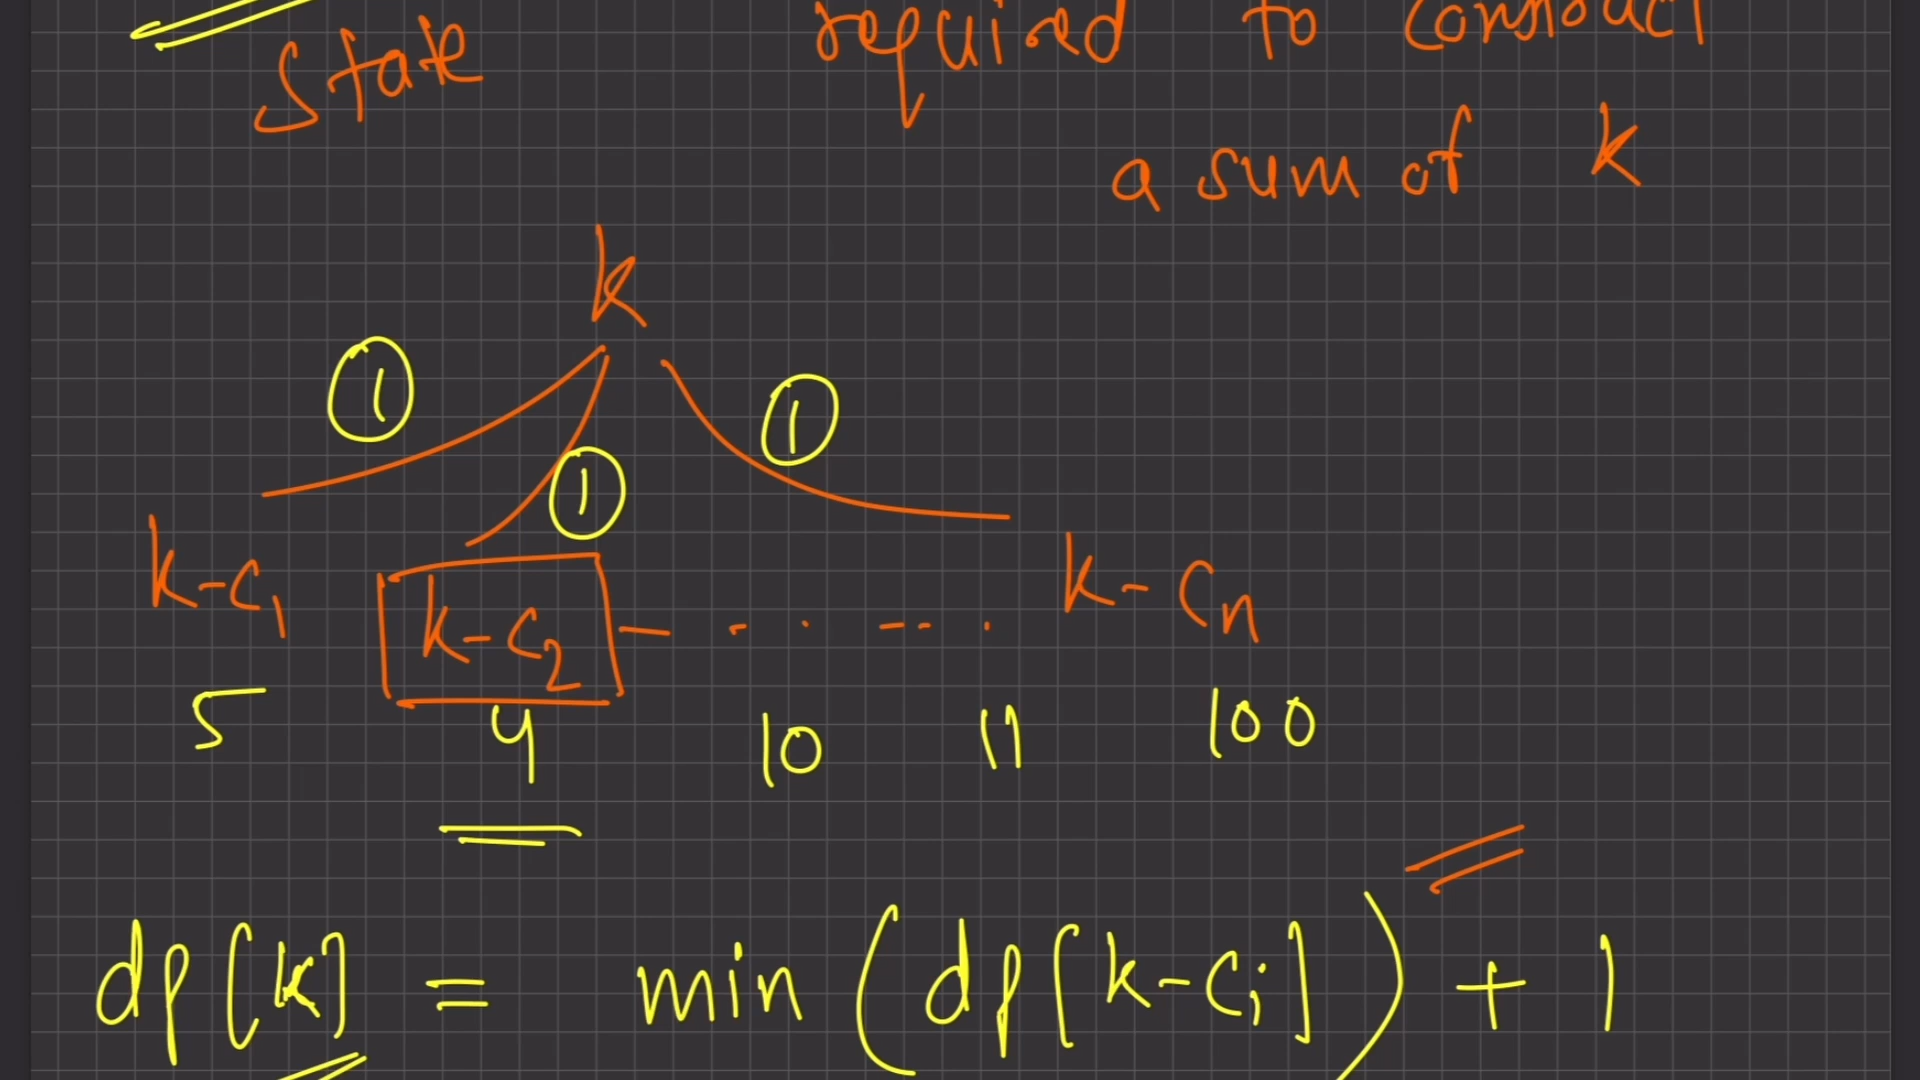 State required to construct
a sum of k
k
1 1
1
k-c1 k-c2 - - . - - . k-cn
5 4 10 11 100
dp[k] = min(dp[k-ci]) + 1